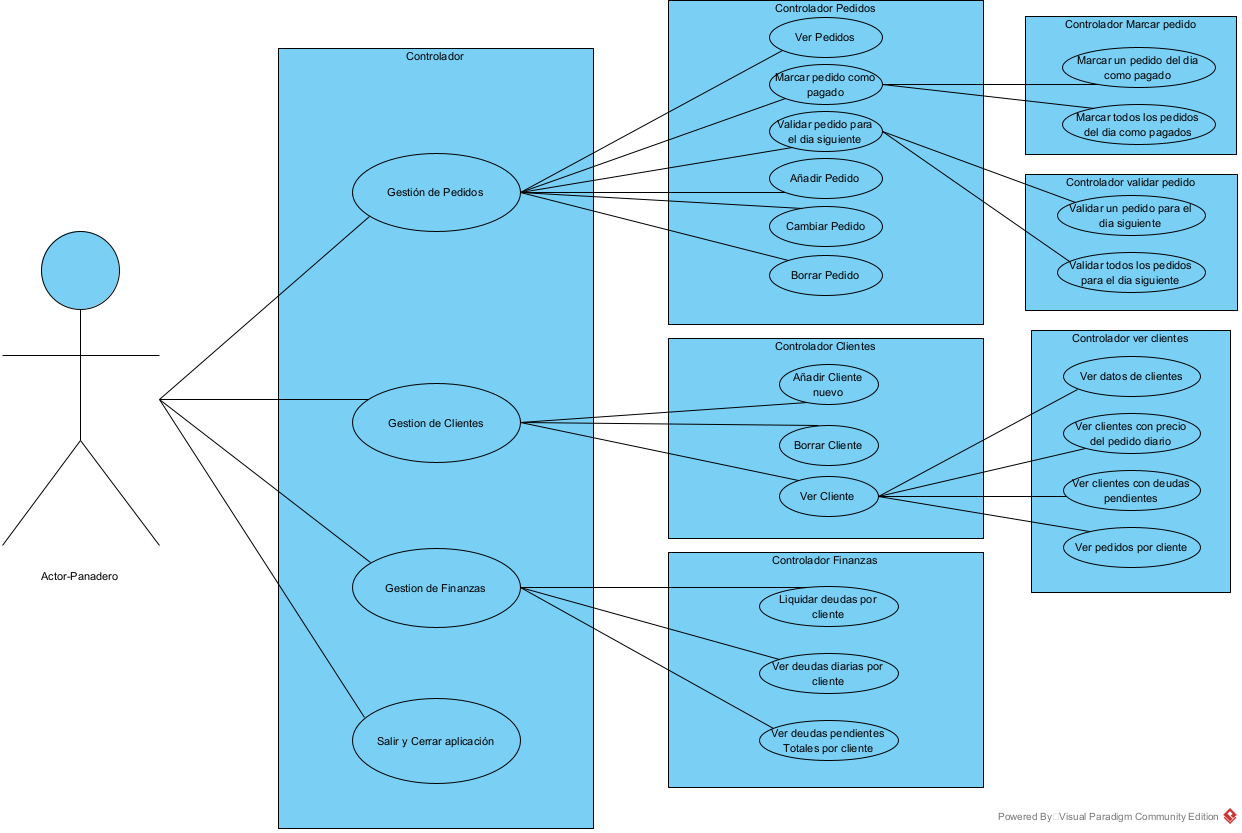 Controlador
Gestión de Pedidos
Gestion de Clientes
Gestion de Finanzas
Salir y Cerrar aplicación
Actor-Panadero
Controlador Pedidos
Ver Pedidos
Marcar pedido como
pagado
Validar pedido para
el dia siguiente
Añadir Pedido
Cambiar Pedido
Borrar Pedido
Controlador Clientes
Añadir Cliente
nuevo
Borrar Cliente
Ver Cliente
Controlador Finanzas
Liquidar deudas por
cliente
Ver deudas diarias por
cliente
Ver deudas pendientes
Totales por cliente
Controlador Marcar pedido
Marcar un pedido del dia
como pagado
Marcar todos los pedidos
del dia como pagados
Controlador validar pedido
Validar un pedido para el
dia siguiente
Validar todos los pedidos
para el dia siguiente
Controlador ver clientes
Ver datos de clientes
Ver clientes con precio
del pedido diario
Ver clientes con deudas
pendientes
Ver pedidos por cliente
Powered By Visual Paradigm Community Edition